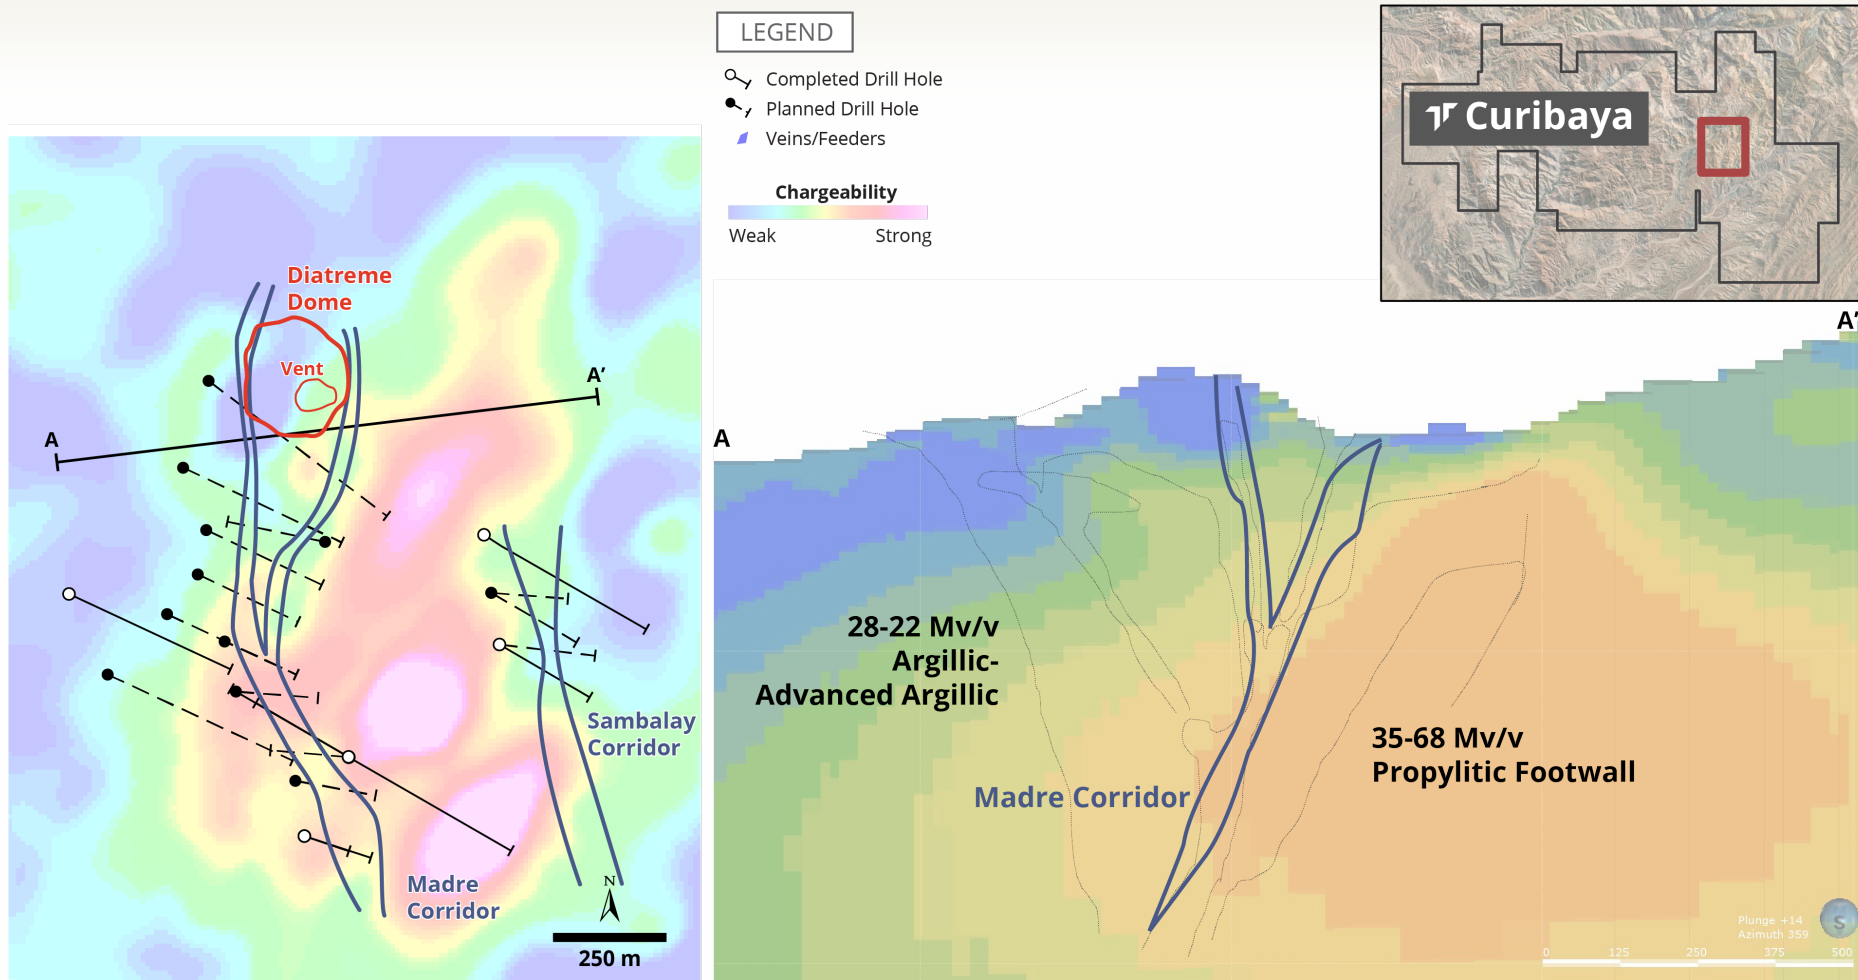 LEGEND
Completed Drill Hole
Planned Drill Hole
Veins/Feeders
Chargeability
Weak
Strong
Curibaya
Diatreme
Dome
Vent
A
A'
Sambalay
Corridor
Madre
Corridor
N
250 m
A
A'
28-22 Mv/v
Argillic-
Advanced Argillic
Madre Corridor
35-68 Mv/v
Propylitic Footwall
Plunge +14
Azimuth 359
S
0 125 250 375 500